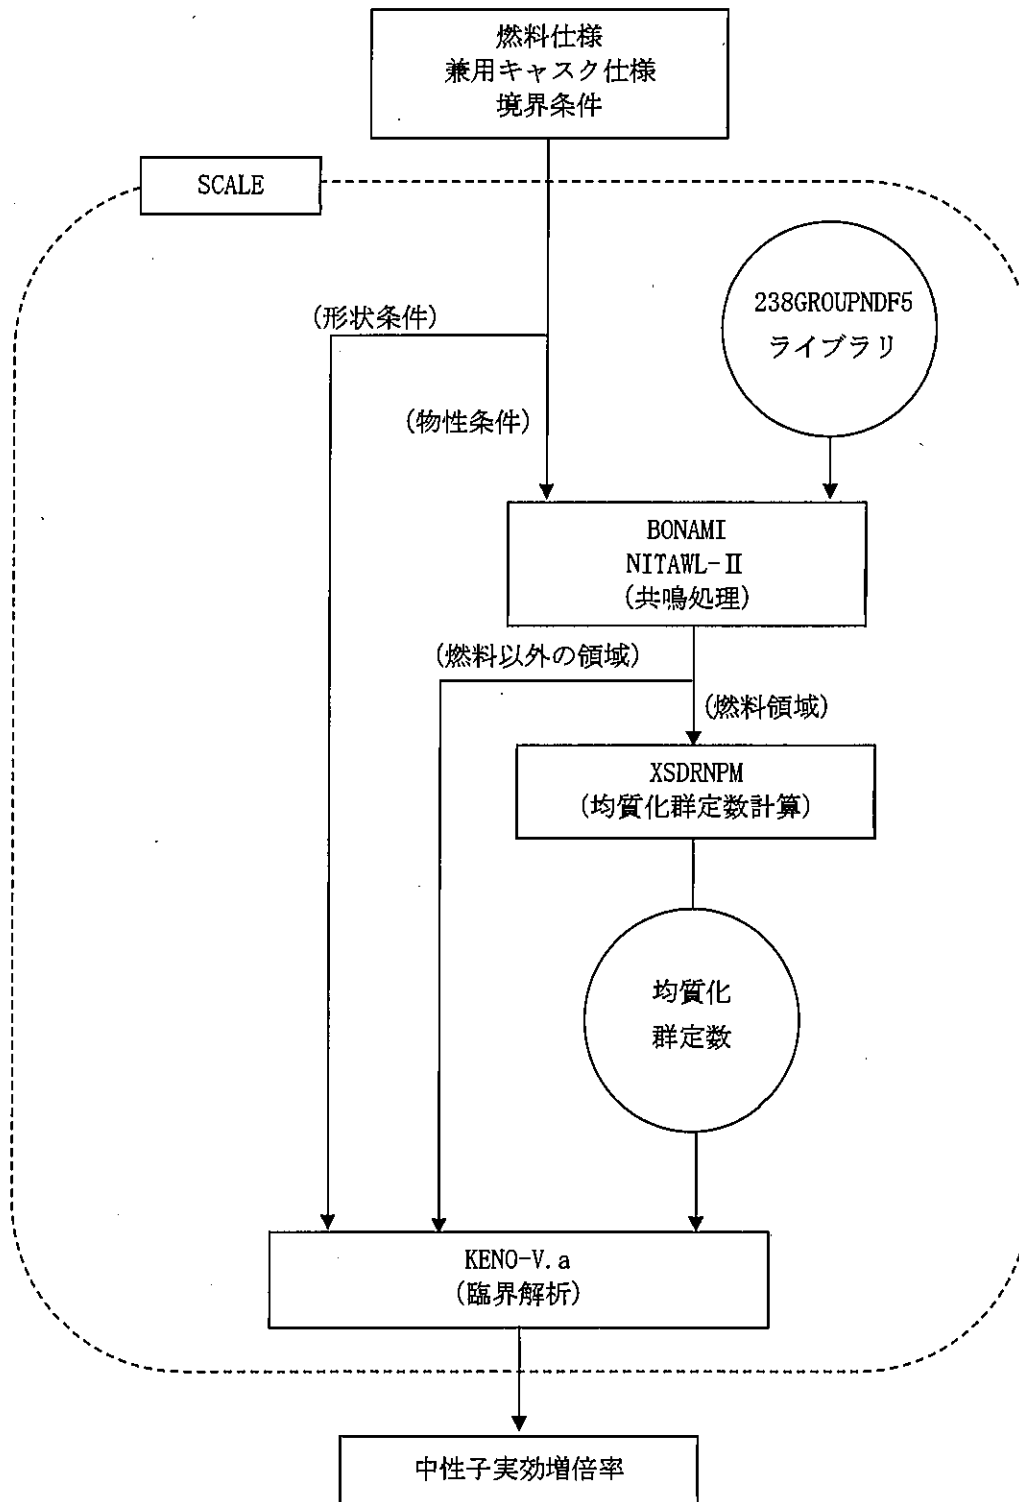 燃料仕様
兼用キャスク仕様
境界条件
SCALE
238GROUPNDF5
ライブラリ
(形状条件)
(物性条件)
BONAMI
NITAWL-Ⅱ
(共鳴処理)
(燃料以外の領域)
(燃料領域)
XSDRNPM
(均質化群定数計算)
均質化
群定数
KENO-V.a
(臨界解析)
中性子実効増倍率